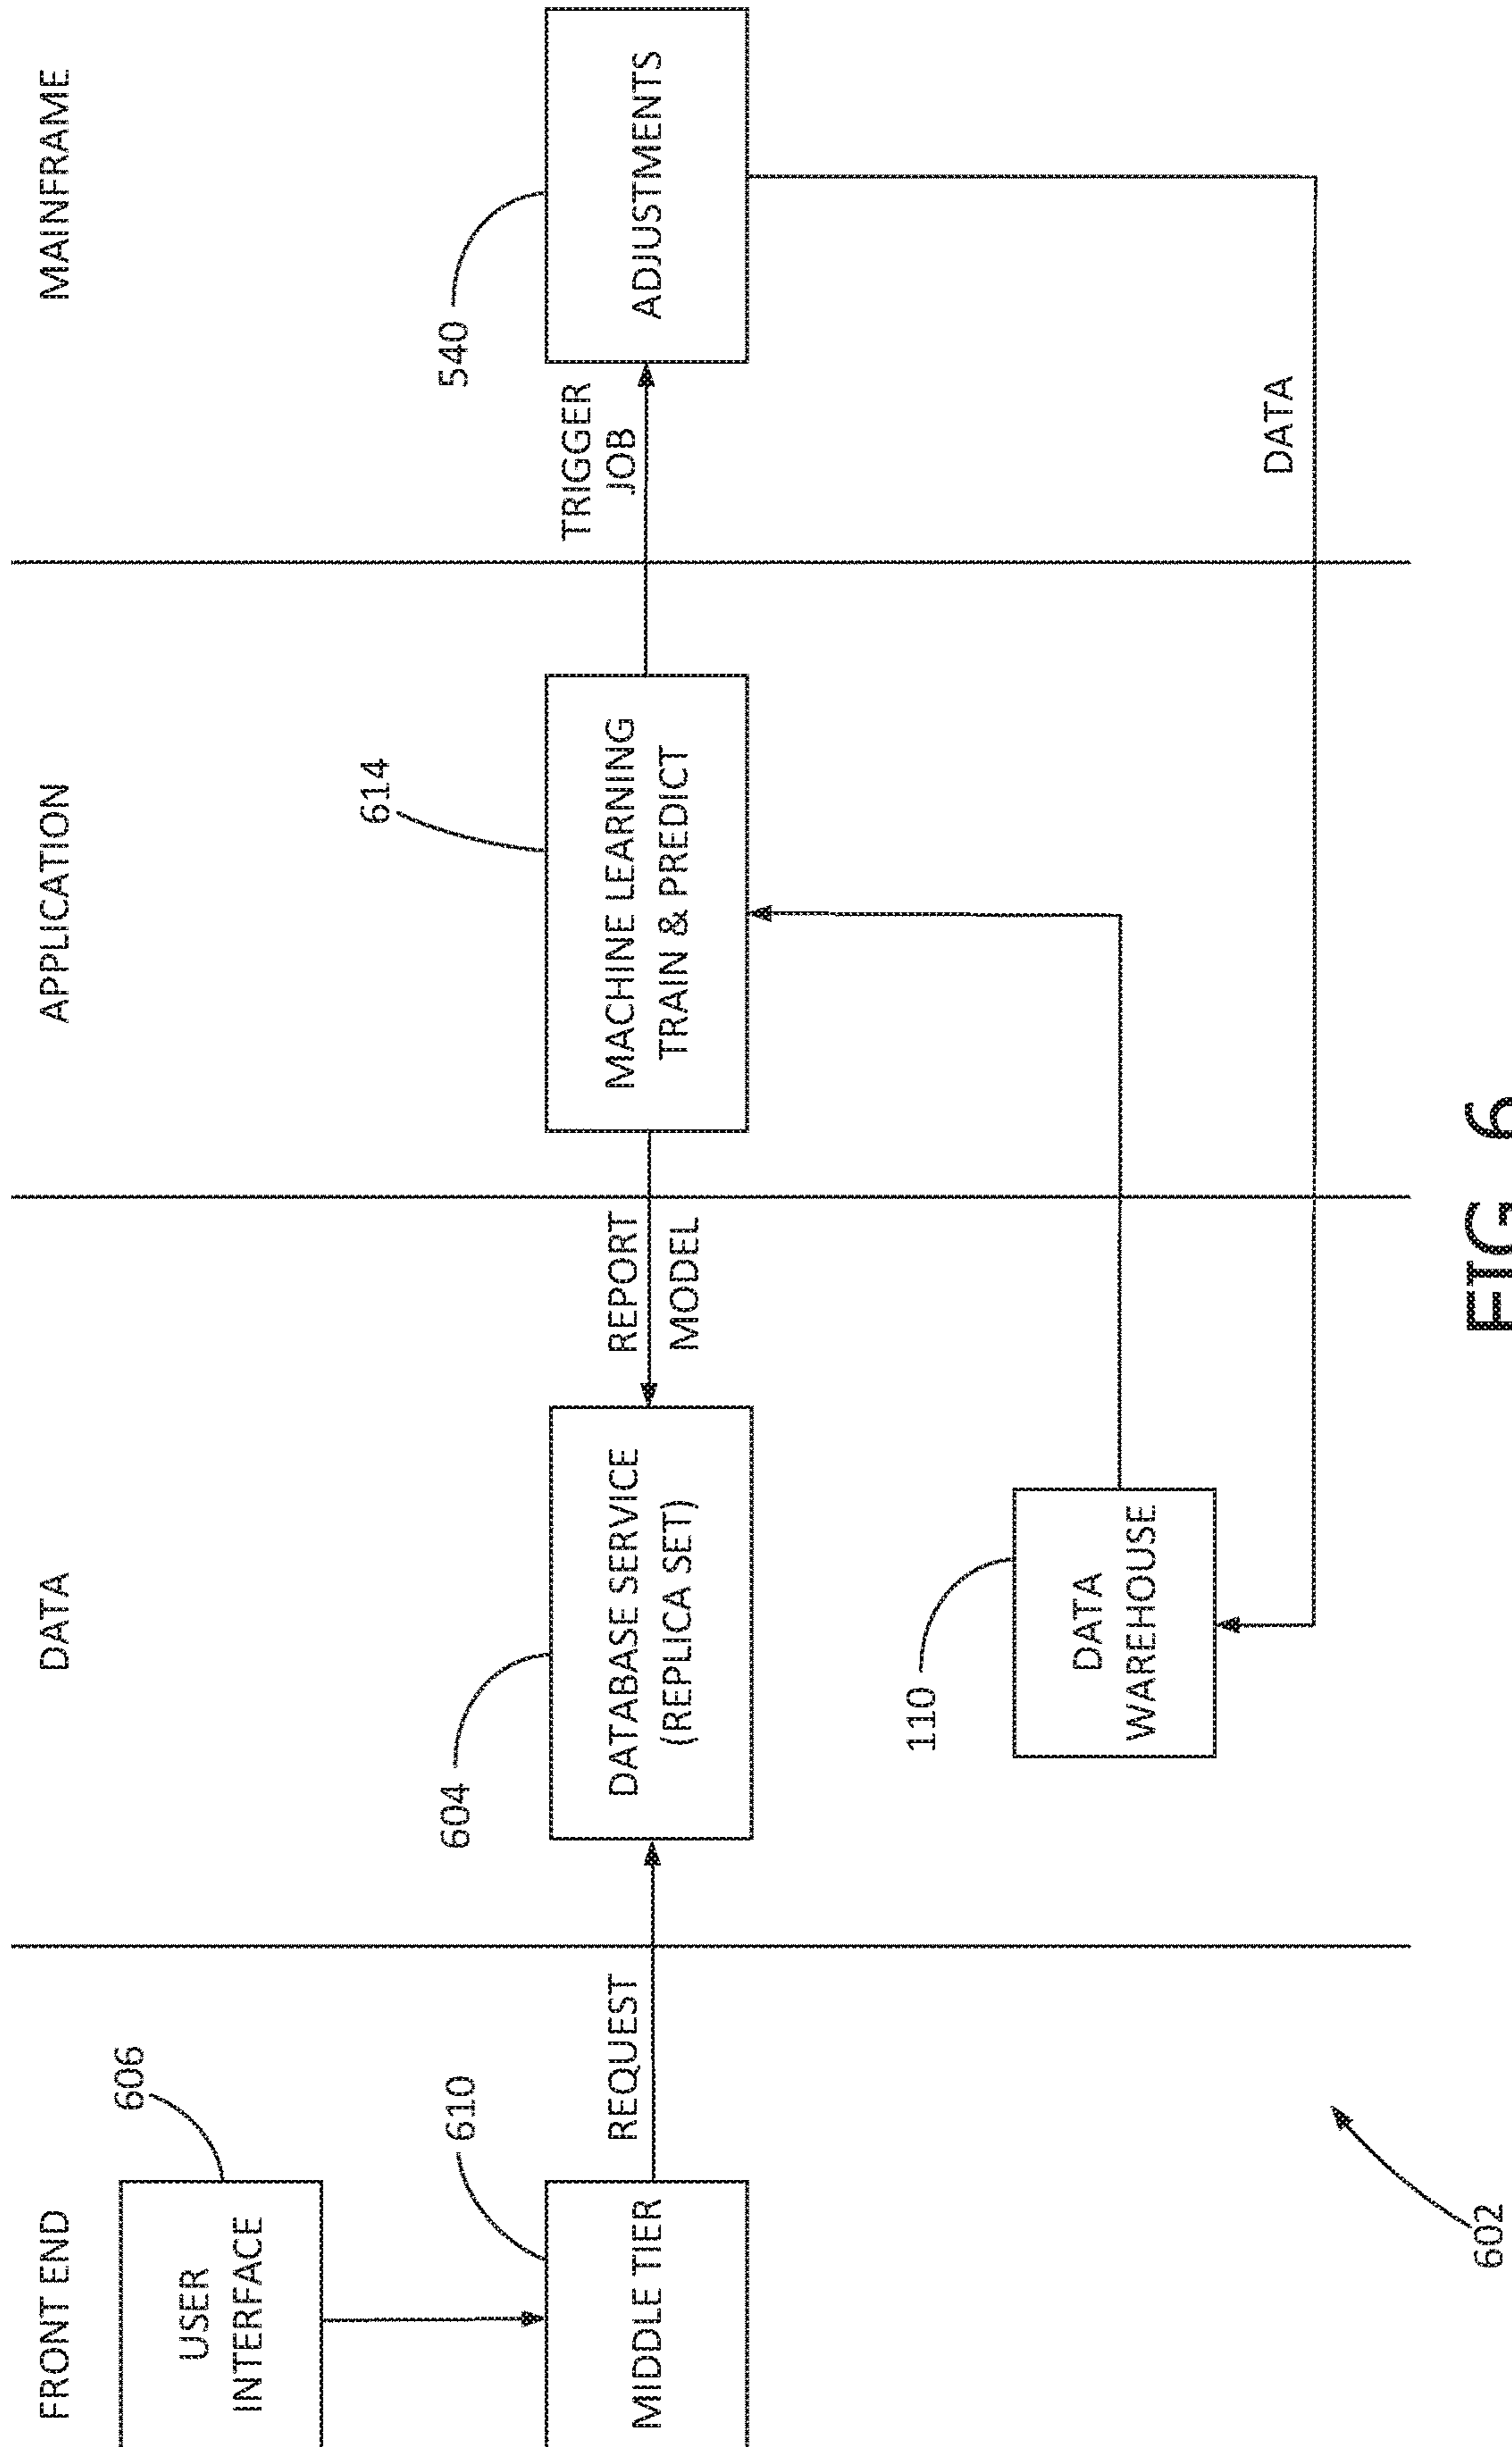 FRONT END
DATA
APPLICATION
MAINFRAME
606
USER
INTERFACE
610
MIDDLE TIER
REQUEST
604
DATABASE SERVICE
(REPLICA SET)
REPORT
MODEL
614
MACHINE LEARNING
TRAIN & PREDICT
TRIGGER
JOB
540
ADJUSTMENTS
110
DATA
WAREHOUSE
DATA
602
FIG. 6